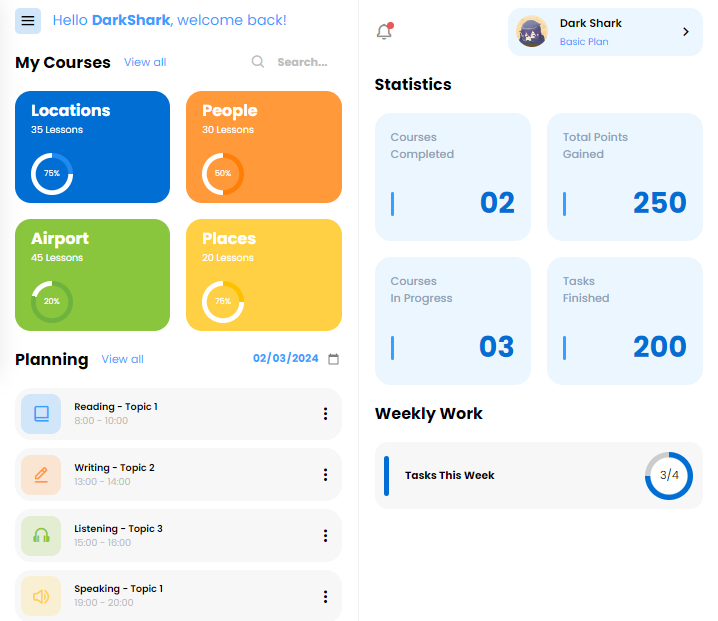 Hello DarkShark, welcome back!
My Courses View all Search...
Locations
35 Lessons
75%
People
30 Lessons
50%
Airport
45 Lessons
20%
Places
20 Lessons
75%
Planning View all 02/03/2024
Reading - Topic 1
8:00 - 10:00
Writing - Topic 2
13:00 - 14:00
Listening - Topic 3
15:00 - 16:00
Speaking - Topic 1
19:00 - 20:00
Dark Shark
Basic Plan
Statistics
Courses
Completed
02
Total Points
Gained
250
Courses
In Progress
03
Tasks
Finished
200
Weekly Work
Tasks This Week
3/4